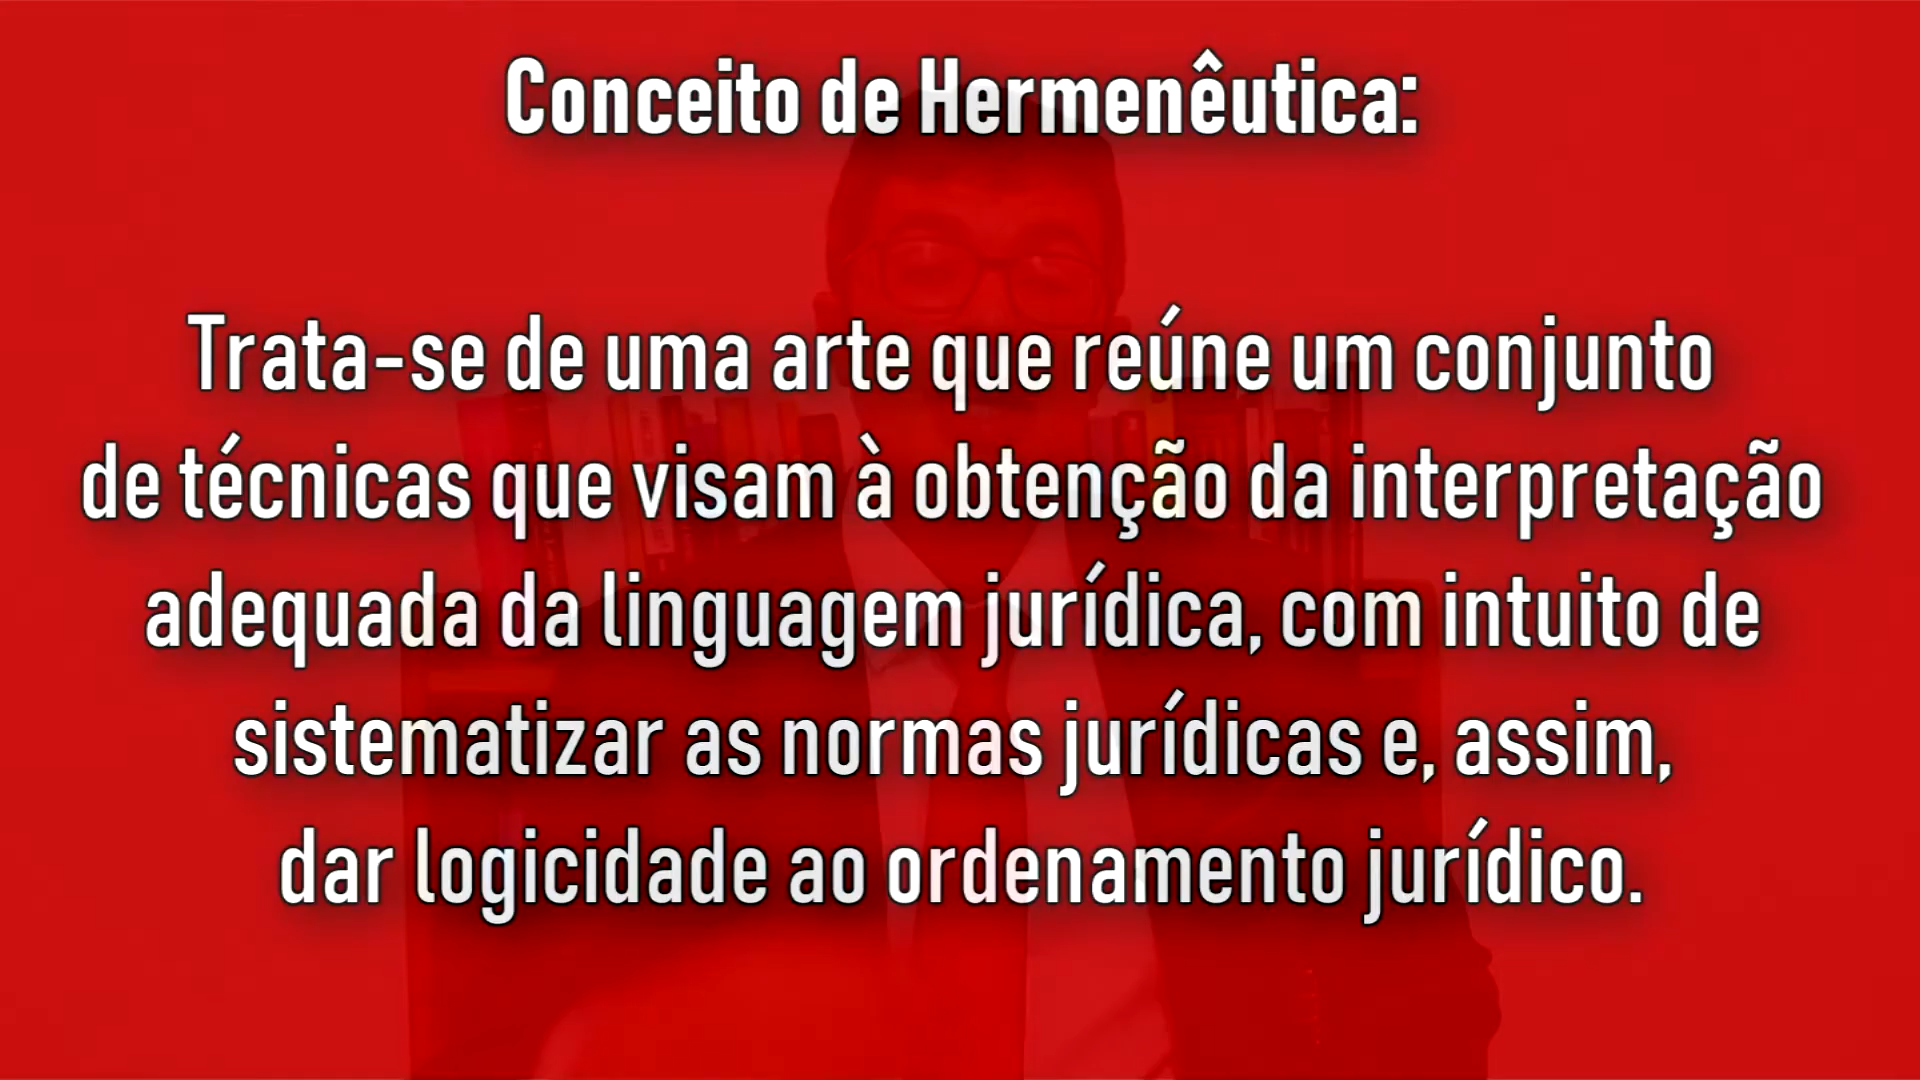 Conceito de Hermenêutica:
Trata-se de uma arte que reúne um conjunto
de técnicas que visam à obtenção da interpretação
adequada da linguagem jurídica, com intuito de
sistematizar as normas jurídicas e, assim,
dar logicidade ao ordenamento jurídico.